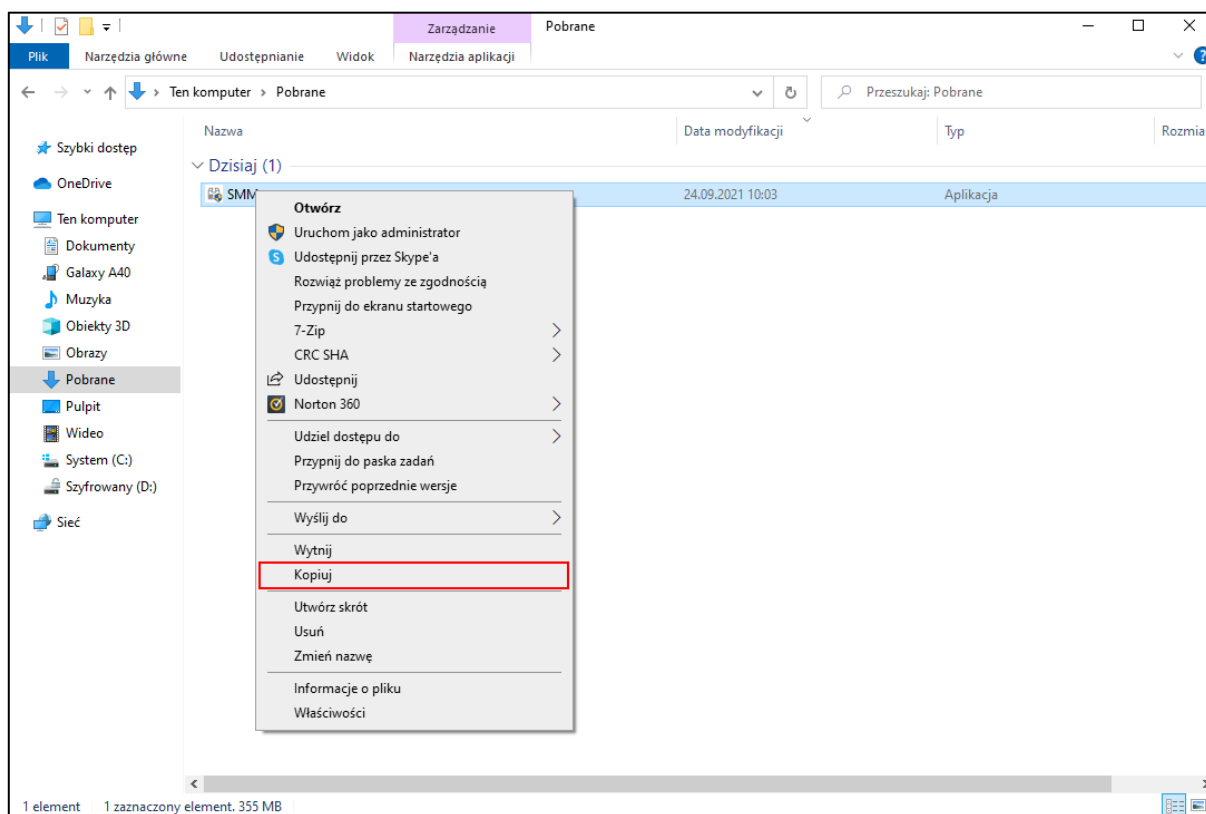 Zarządzanie
Pobrane
Plik
Narzędzia główne
Udostępnianie
Widok
Narzędzia aplikacji
Ten komputer
Pobrane
Przeszukaj: Pobrane
Nazwa
Data modyfikacji
Typ
Rozmia
Szybki dostęp
OneDrive
Ten komputer
Dokumenty
Galaxy A40
Muzyka
Obiekty 3D
Obrazy
Pobrane
Pulpit
Wideo
System (C:)
Szyfrowany (D:)
Sieć
Dzisiaj (1)
SMM
24.09.2021 10:03
Aplikacja
Otwórz
Uruchom jako administrator
Udostępnij przez Skype'a
Rozwiąż problemy ze zgodnością
Przypnij do ekranu startowego
7-Zip
CRC SHA
Udostępnij
Norton 360
Udziel dostępu do
Przypnij do paska zadań
Przywróć poprzednie wersje
Wyślij do
Wytnij
Kopiuj
Utwórz skrót
Usuń
Zmień nazwę
Informacje o pliku
Właściwości
1 element
1 zaznaczony element. 355 MB